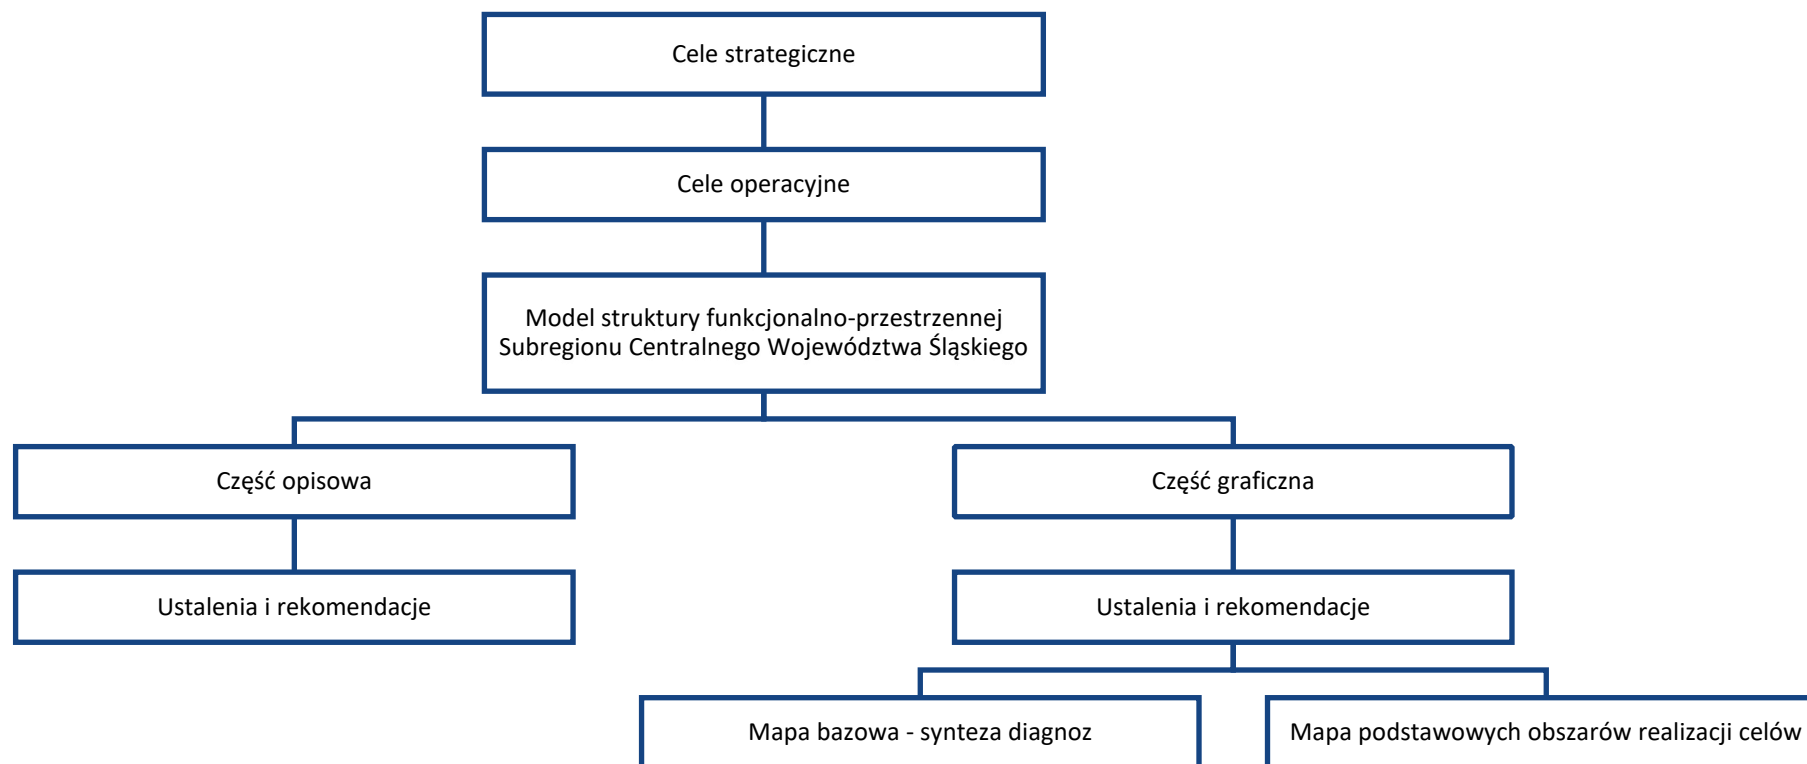 Cele strategiczne
Cele operacyjne
Model struktury funkcjonalno-przestrzennej
Subregionu Centralnego Województwa Śląskiego
Część opisowa
Część graficzna
Ustalenia i rekomendacje
Ustalenia i rekomendacje
Mapa bazowa - synteza diagnoz
Mapa podstawowych obszarów realizacji celów